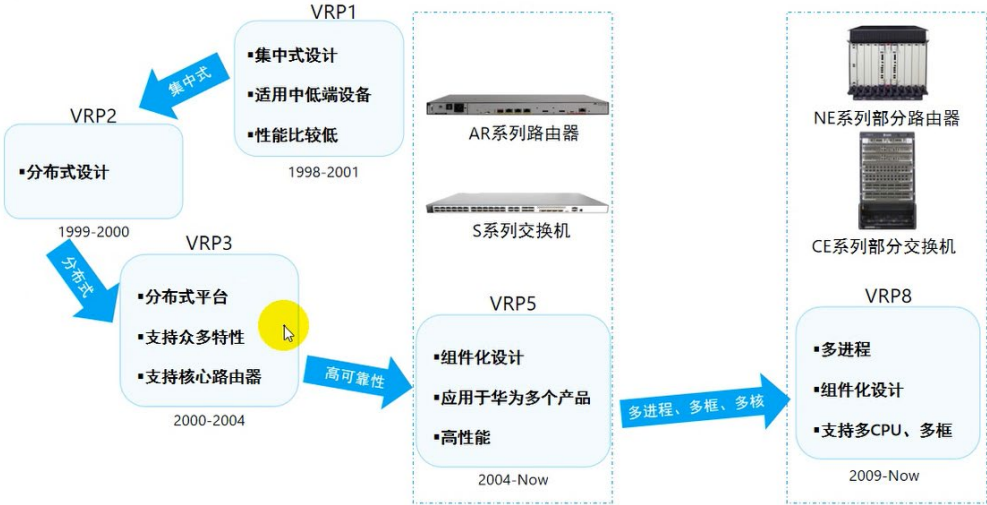 VRP1
▪集中式设计
▪适用中低端设备
▪性能比较低
1998-2001
集中式
VRP2
▪分布式设计
1999-2000
分布式
VRP3
▪分布式平台
▪支持众多特性
▪支持核心路由器
2000-2004
高可靠性
AR系列路由器
S系列交换机
VRP5
▪组件化设计
▪应用于华为多个产品
▪高性能
2004-Now
多进程、多框、多核
NE系列部分路由器
CE系列部分交换机
VRP8
▪多进程
▪组件化设计
▪支持多CPU、多框
2009-Now